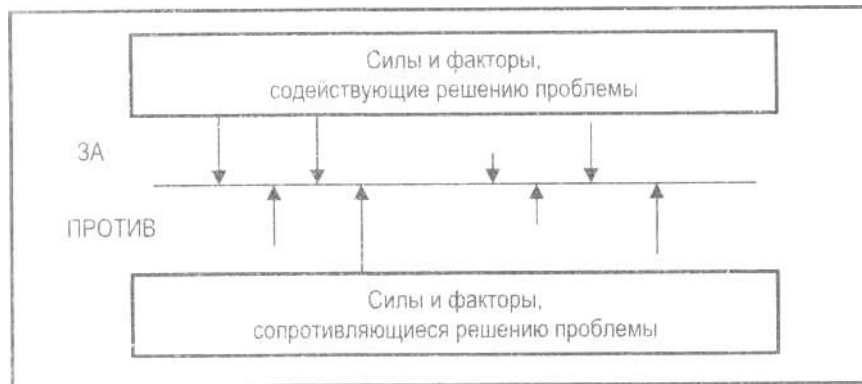 Силы и факторы,
содействующие решению проблемы
ЗА
ПРОТИВ
Силы и факторы,
сопротивляющиеся решению проблемы